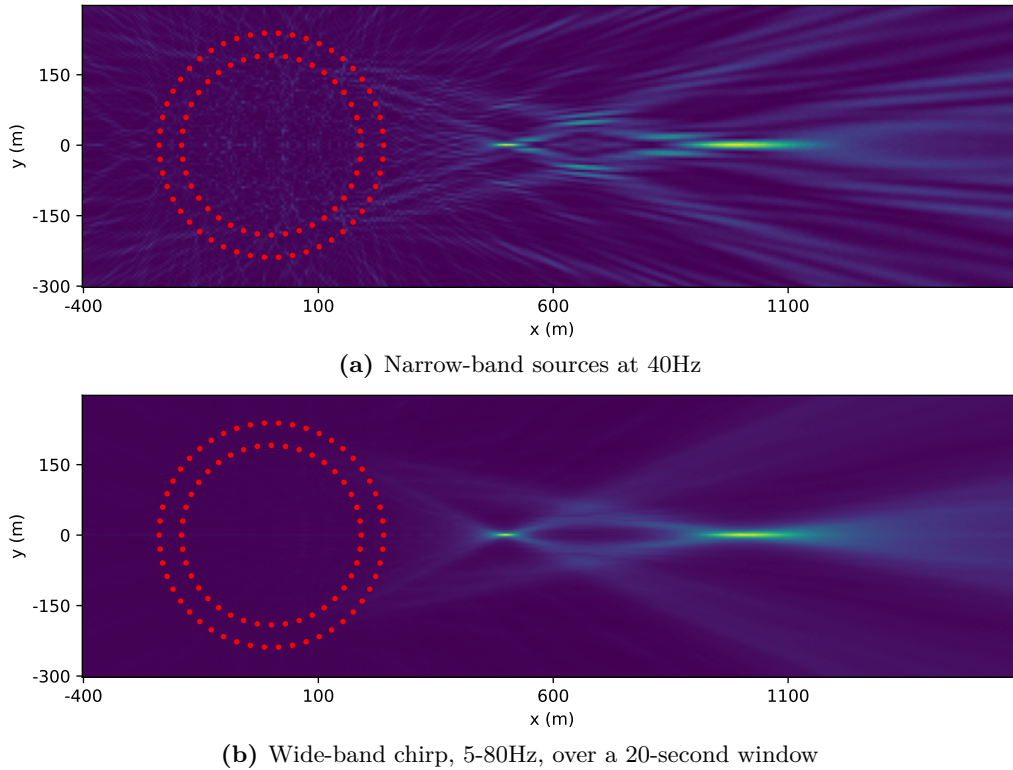 150
0
-150
-300
y (m)
-400
100
600
1100
x (m)
(a) Narrow-band sources at 40Hz
150
0
-150
-300
y (m)
-400
100
600
1100
x (m)
(b) Wide-band chirp, 5-80Hz, over a 20-second window